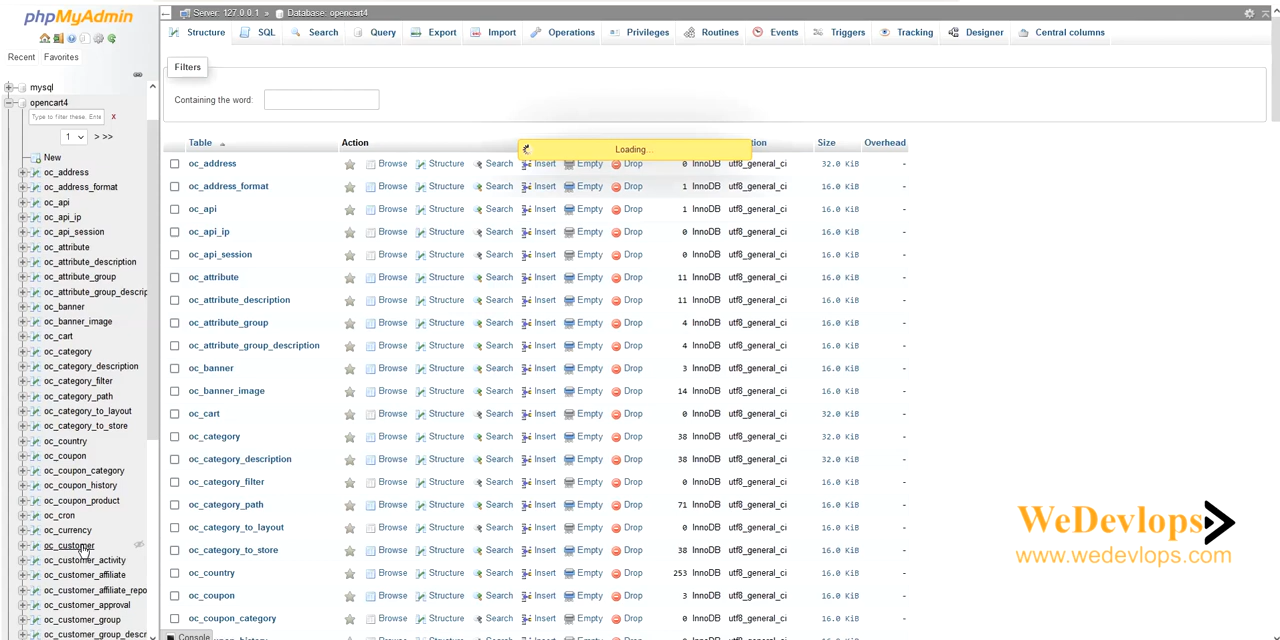 phpMyAdmin
Recent Favorites
mysql
opencart4
Type to filter these, Ente X
1 > >>
New
oc_address
oc_address_format
oc_api
oc_api_ip
oc_api_session
oc_attribute
oc_attribute_description
oc_attribute_group
oc_attribute_group_descrip
oc_banner
oc_banner_image
oc_cart
oc_category
oc_category_description
oc_category_filter
oc_category_path
oc_category_to_layout
oc_category_to_store
oc_country
oc_coupon
oc_coupon_category
oc_coupon_history
oc_coupon_product
oc_cron
oc_currency
oc_customer
oc_customer_activity
oc_customer_affiliate
oc_customer_affiliate_repo
oc_customer_approval
oc_customer_group
oc_customer_group_descr
Server: 127.0.0.1 » Database: opencart4
Structure SQL Search Query Export Import Operations Privileges Routines Events Triggers Tracking Designer Central columns
Filters
Containing the word:
Loading...
Table Action Size Overhead
oc_address Browse Structure Search Insert Empty Drop 0 InnoDB utf8_general_ci 32.0 KiB -
oc_address_format Browse Structure Search Insert Empty Drop 1 InnoDB utf8_general_ci 16.0 KiB -
oc_api Browse Structure Search Insert Empty Drop 1 InnoDB utf8_general_ci 16.0 KiB -
oc_api_ip Browse Structure Search Insert Empty Drop 0 InnoDB utf8_general_ci 16.0 KiB -
oc_api_session Browse Structure Search Insert Empty Drop 0 InnoDB utf8_general_ci 16.0 KiB -
oc_attribute Browse Structure Search Insert Empty Drop 11 InnoDB utf8_general_ci 16.0 KiB -
oc_attribute_description Browse Structure Search Insert Empty Drop 11 InnoDB utf8_general_ci 16.0 KiB -
oc_attribute_group Browse Structure Search Insert Empty Drop 4 InnoDB utf8_general_ci 16.0 KiB -
oc_attribute_group_description Browse Structure Search Insert Empty Drop 4 InnoDB utf8_general_ci 16.0 KiB -
oc_banner Browse Structure Search Insert Empty Drop 3 InnoDB utf8_general_ci 16.0 KiB -
oc_banner_image Browse Structure Search Insert Empty Drop 14 InnoDB utf8_general_ci 16.0 KiB -
oc_cart Browse Structure Search Insert Empty Drop 0 InnoDB utf8_general_ci 32.0 KiB -
oc_category Browse Structure Search Insert Empty Drop 38 InnoDB utf8_general_ci 32.0 KiB -
oc_category_description Browse Structure Search Insert Empty Drop 38 InnoDB utf8_general_ci 32.0 KiB -
oc_category_filter Browse Structure Search Insert Empty Drop 0 InnoDB utf8_general_ci 16.0 KiB -
oc_category_path Browse Structure Search Insert Empty Drop 71 InnoDB utf8_general_ci 16.0 KiB -
oc_category_to_layout Browse Structure Search Insert Empty Drop 0 InnoDB utf8_general_ci 16.0 KiB -
oc_category_to_store Browse Structure Search Insert Empty Drop 38 InnoDB utf8_general_ci 16.0 KiB -
oc_country Browse Structure Search Insert Empty Drop 253 InnoDB utf8_general_ci 16.0 KiB -
oc_coupon Browse Structure Search Insert Empty Drop 3 InnoDB utf8_general_ci 16.0 KiB -
oc_coupon_category Browse Structure Search Insert Empty Drop 0 InnoDB utf8_general_ci 16.0 KiB -
Console
WeDevlops
www.wedevlops.com